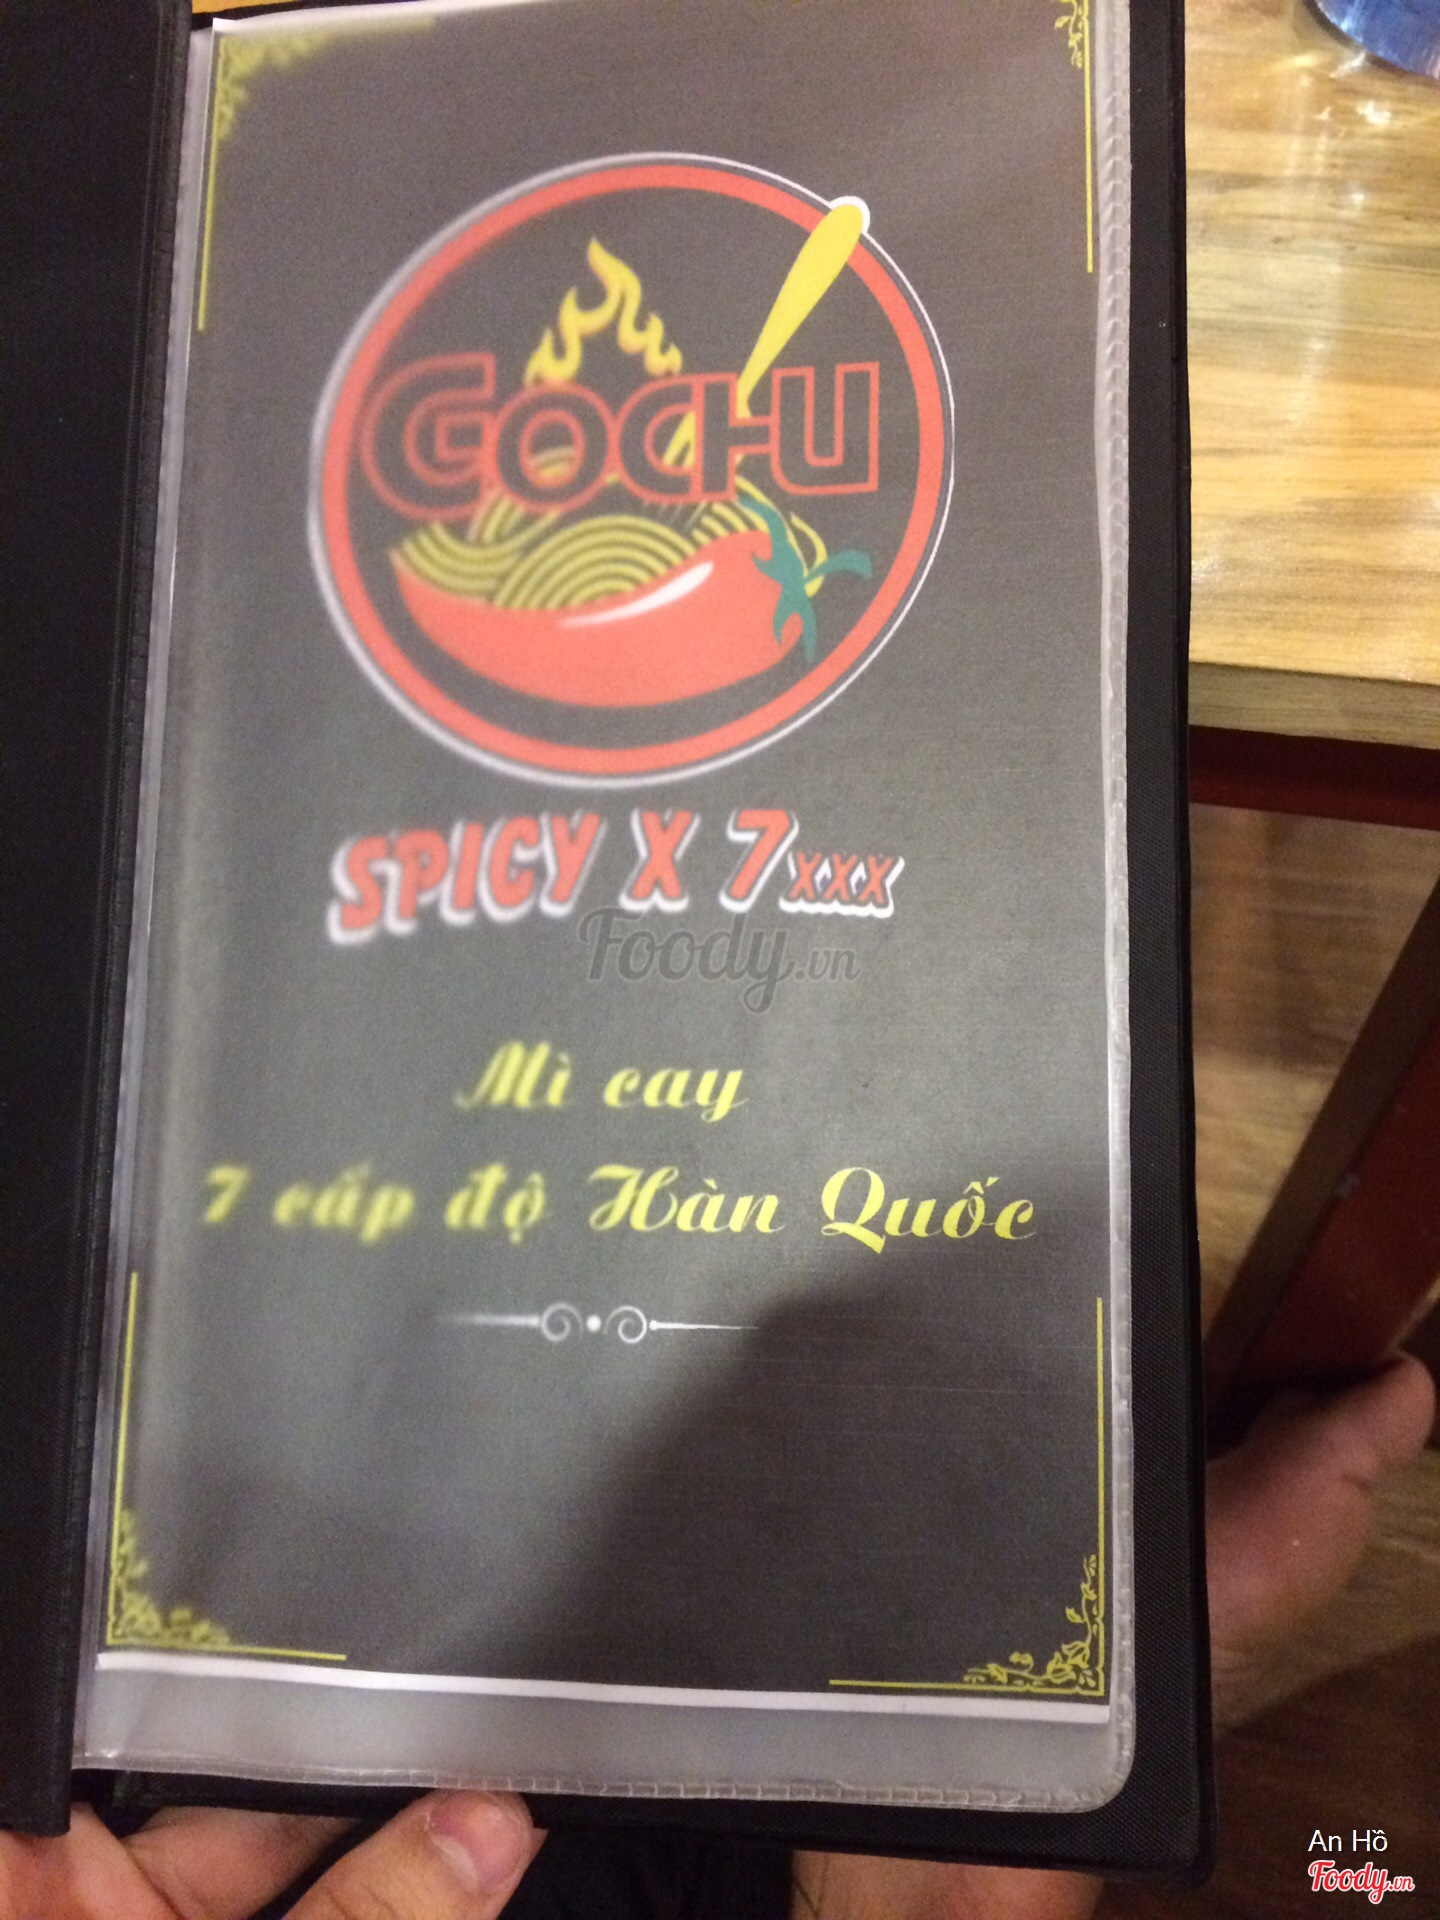 GOCHU
SPICY X 7xxx
Foody.vn
Mì cay
7 cấp độ Hàn Quốc
An Hồ
Foody.vn